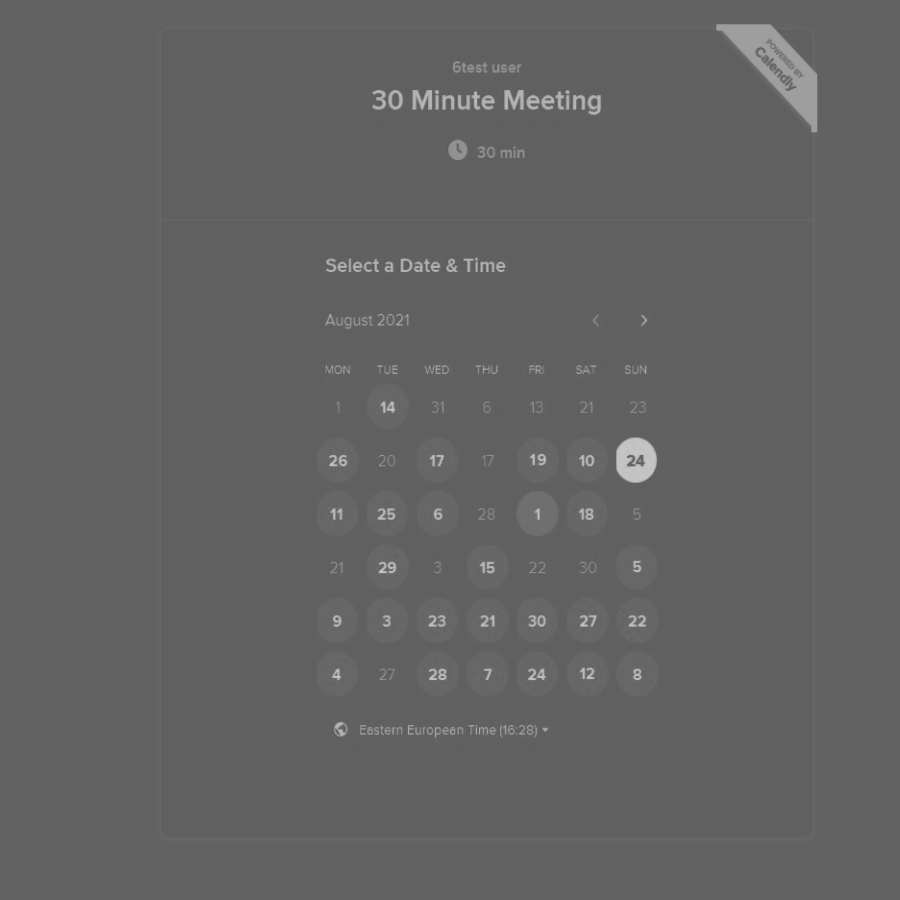 POWERED BY
Calendly
6test user
30 Minute Meeting
30 min
Select a Date & Time
August 2021
MON TUE WED THU FRI SAT SUN
1 14 31 6 13 21 23
26 20 17 17 19 10 24
11 25 6 28 1 18 5
21 29 3 15 22 30 5
9 3 23 21 30 27 22
4 27 28 7 24 12 8
Eastern European Time (16:28)